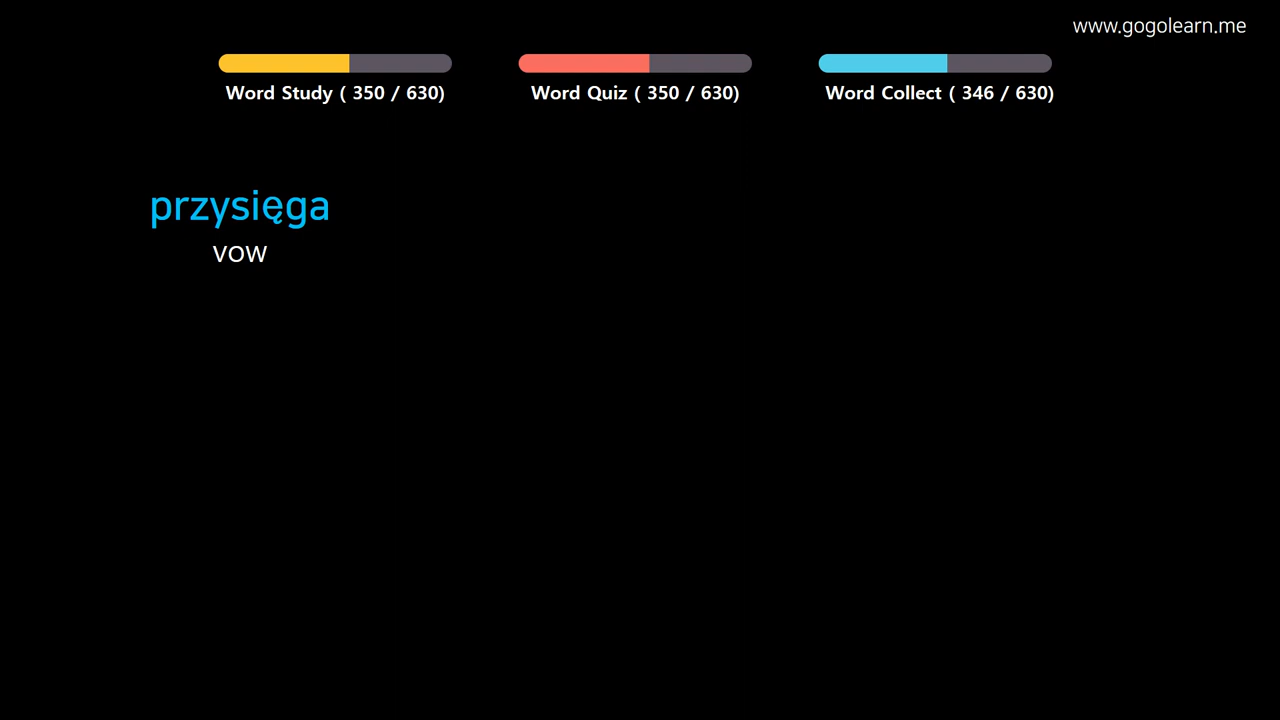 www.gogolearn.me
Word Study ( 350 / 630)
Word Quiz ( 350 / 630)
Word Collect ( 346 / 630)
przysięga
vow